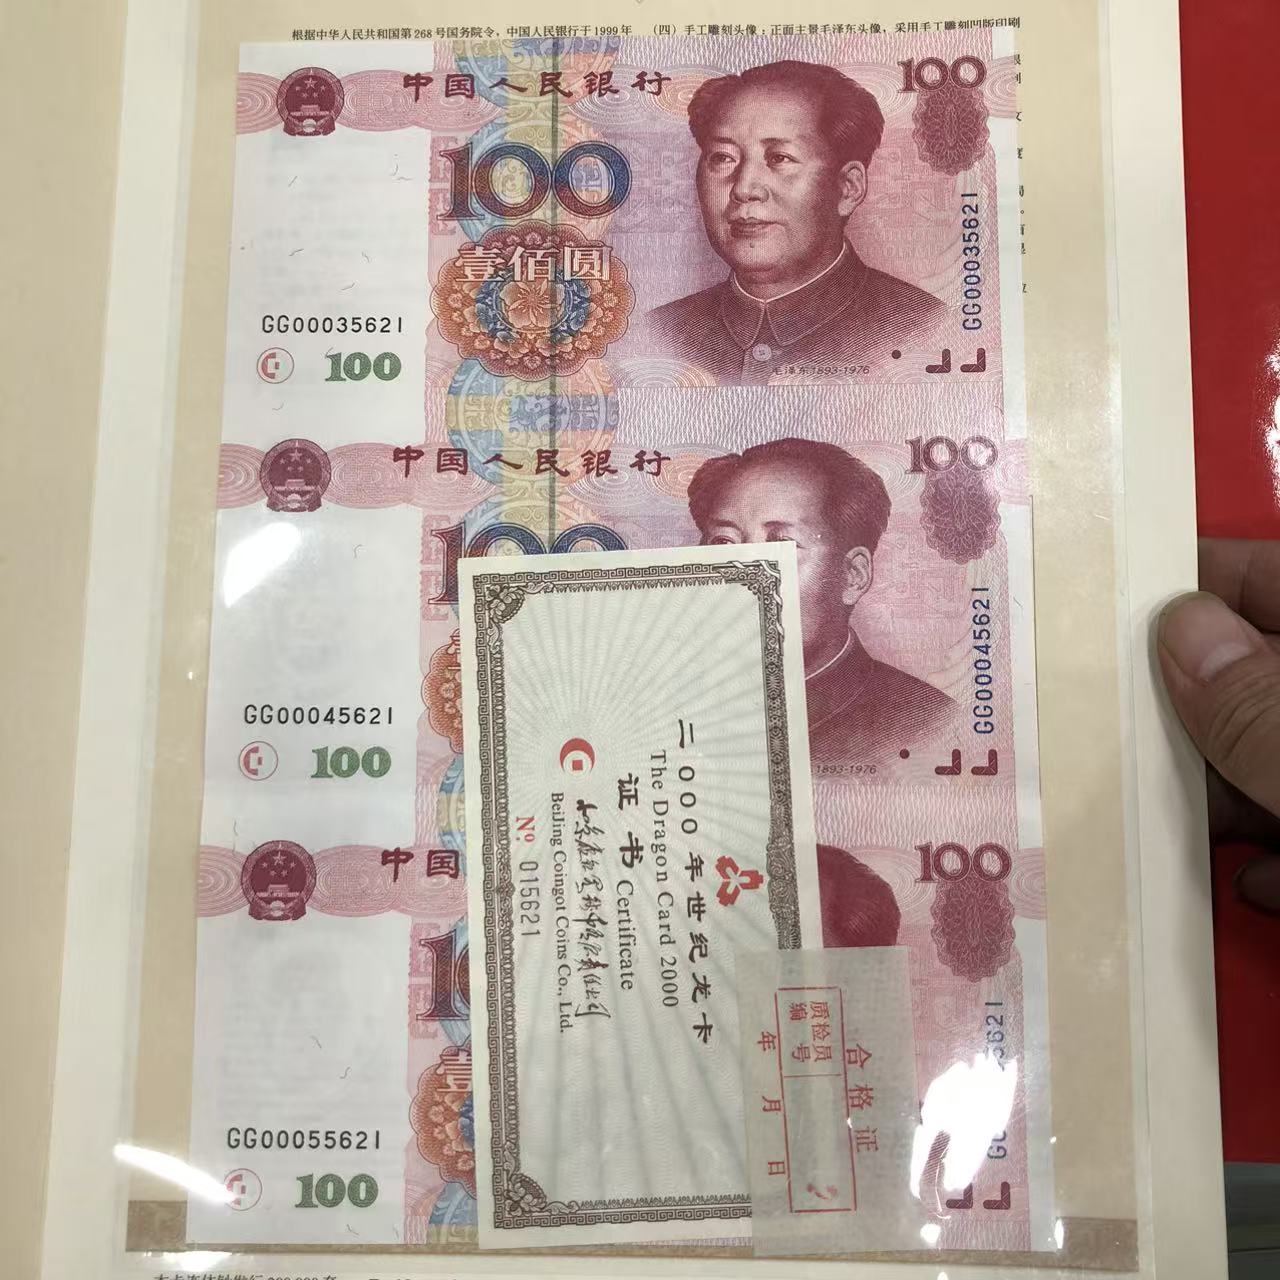 根据中华人民共和国第268号国务院令，中国人民银行于1999年
（四）手工雕刻头像：正面主景毛泽东头像，采用手工雕刻凹版印刷
中国人民银行
100
100
壹佰圆
GG00035621
GG00035621
100
毛泽东1893-1976
中国人民银行
100
100
GG00045621
GG00045621
100
1893-1976
中国
100
壹
GG00055621
100
二000年世纪龙卡
The Dragon Card 2000
证书 Certificate
BeiJing Coingot Coins Co., Ltd.
Nº 015621
合格证
质检员
编号
年 月 日